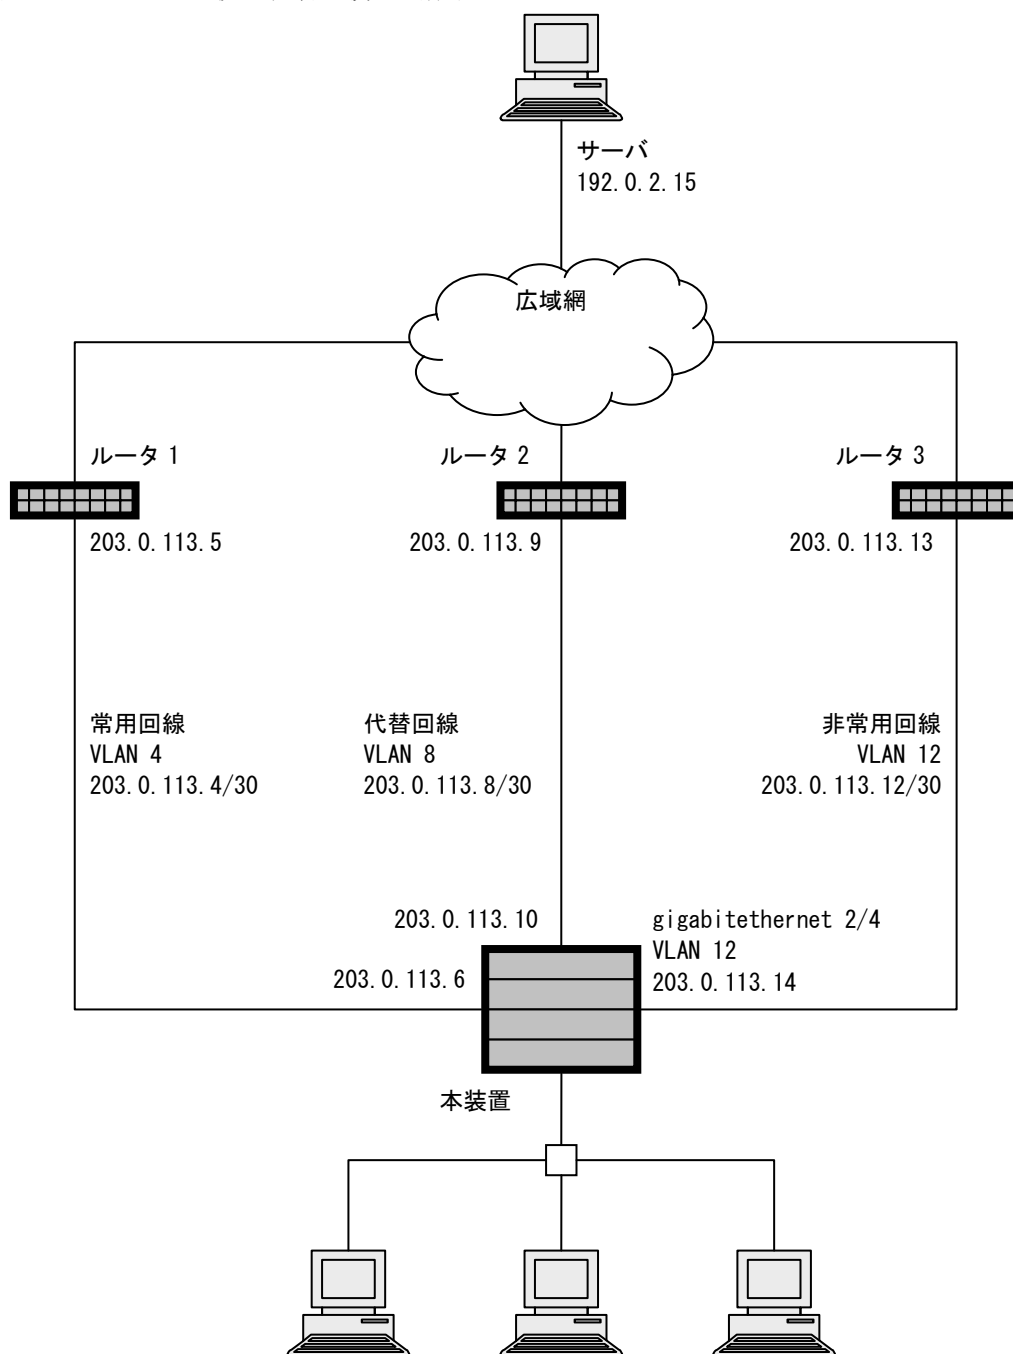 サーバ
192.0.2.15
広域網
ルータ 1
ルータ 2
ルータ 3
203.0.113.5
203.0.113.9
203.0.113.13
常用回線
VLAN 4
203.0.113.4/30
代替回線
VLAN 8
203.0.113.8/30
非常用回線
VLAN 12
203.0.113.12/30
203.0.113.10
203.0.113.6
gigabitethernet 2/4
VLAN 12
203.0.113.14
本装置